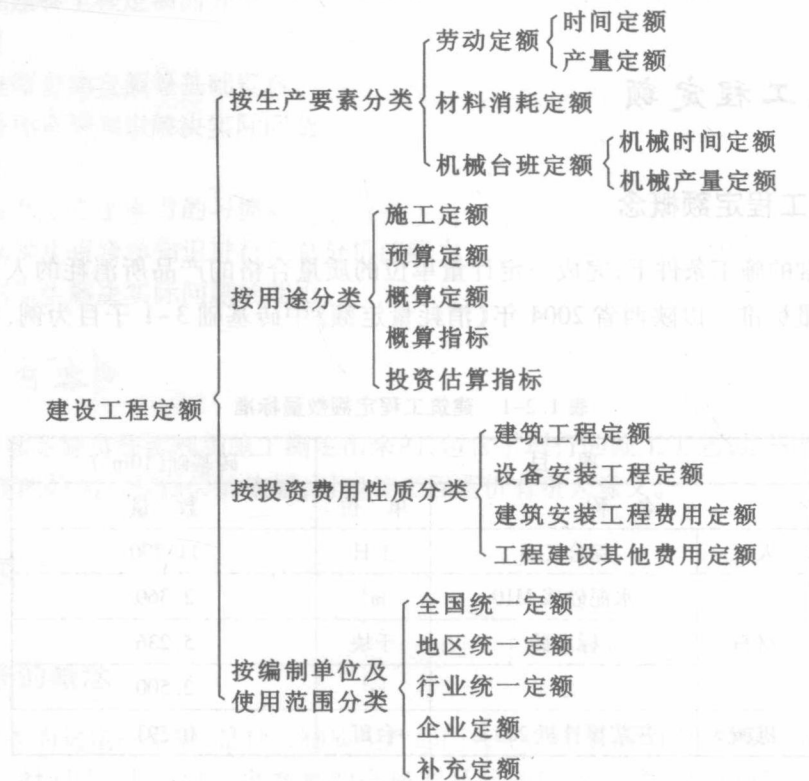 建设工程定额
按生产要素分类
劳动定额
时间定额
产量定额
材料消耗定额
机械台班定额
机械时间定额
机械产量定额
按用途分类
施工定额
预算定额
概算定额
概算指标
投资估算指标
按投资费用性质分类
建筑工程定额
设备安装工程定额
建筑安装工程费用定额
工程建设其他费用定额
按编制单位及
使用范围分类
全国统一定额
地区统一定额
行业统一定额
企业定额
补充定额